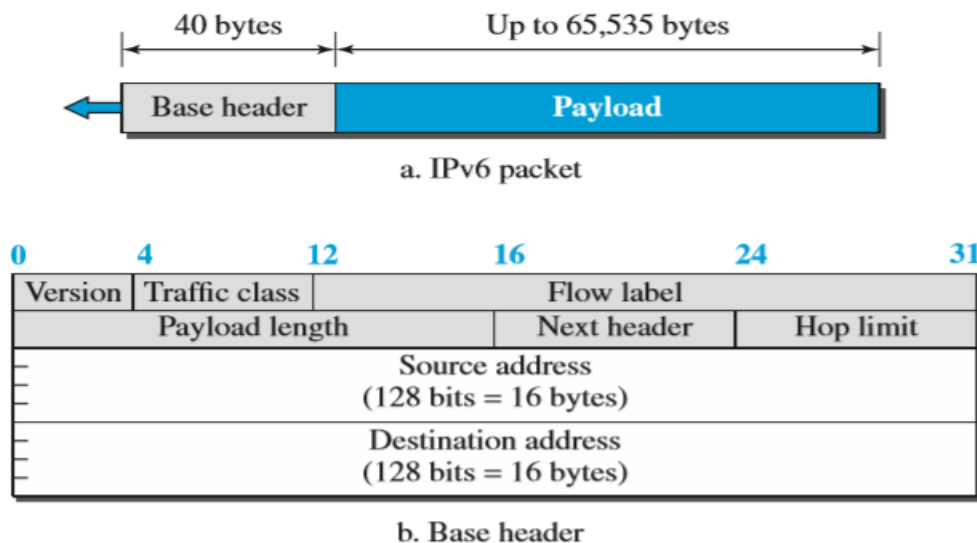 40 bytes Up to 65,535 bytes
Base header Payload
a. IPv6 packet
0 4 12 16 24 31
Version Traffic class Flow label
Payload length Next header Hop limit
Source address
(128 bits = 16 bytes)
Destination address
(128 bits = 16 bytes)
b. Base header